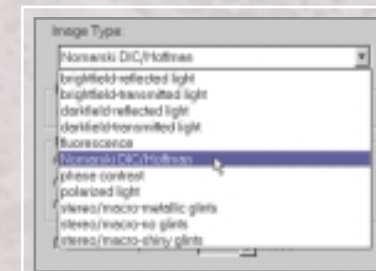 Image Type:
Nomarski DIC/Hoffman
brightfield-reflected light
brightfield-transmitted light
darkfield-reflected light
darkfield-transmitted light
fluorescence
Nomarski DIC/Hoffman
phase contrast
polarized light
stereo/macro-metallic glints
stereo/macro-no glints
stereo/macro-shiny glints